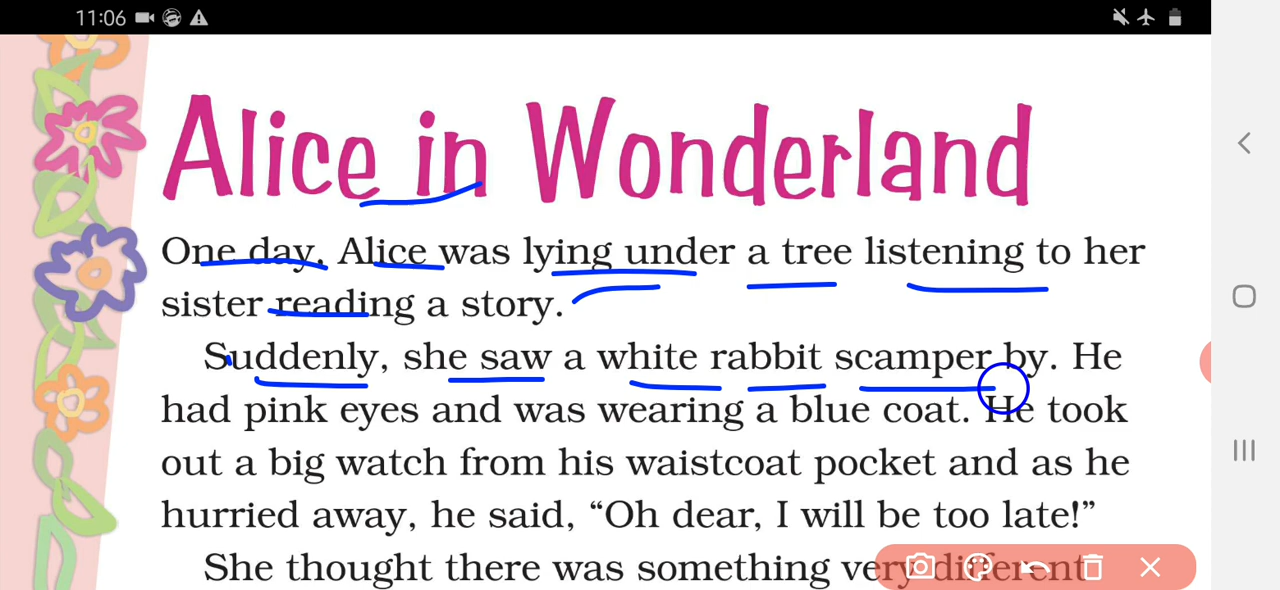 11:06
Alice in Wonderland
One day, Alice was lying under a tree listening to her
sister reading a story.
Suddenly, she saw a white rabbit scamper by. He
had pink eyes and was wearing a blue coat. He took
out a big watch from his waistcoat pocket and as he
hurried away, he said, “Oh dear, I will be too late!”
She thought there was something very different